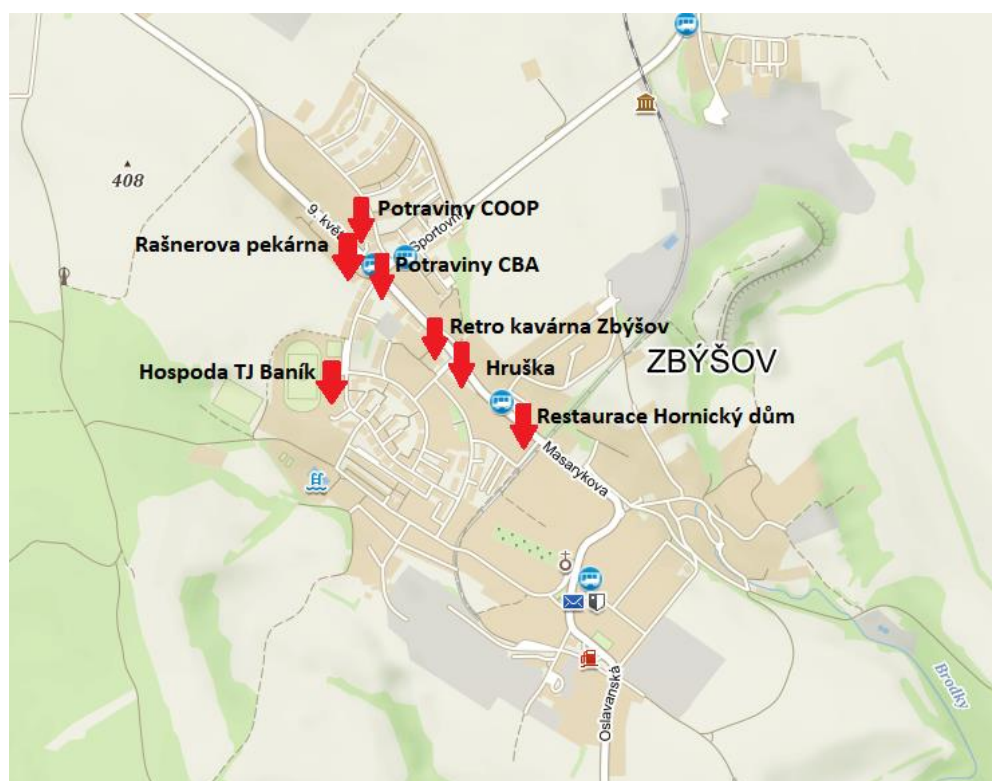 408
9. kvě
Potraviny COOP
Sportovní
Rašnerova pekárna
Potraviny CBA
Retro kavárna Zbýšov
ZBÝŠOV
Hospoda TJ Baník
Hruška
Restaurace Hornický dům
Masarykova
Oslavanská
Brodky